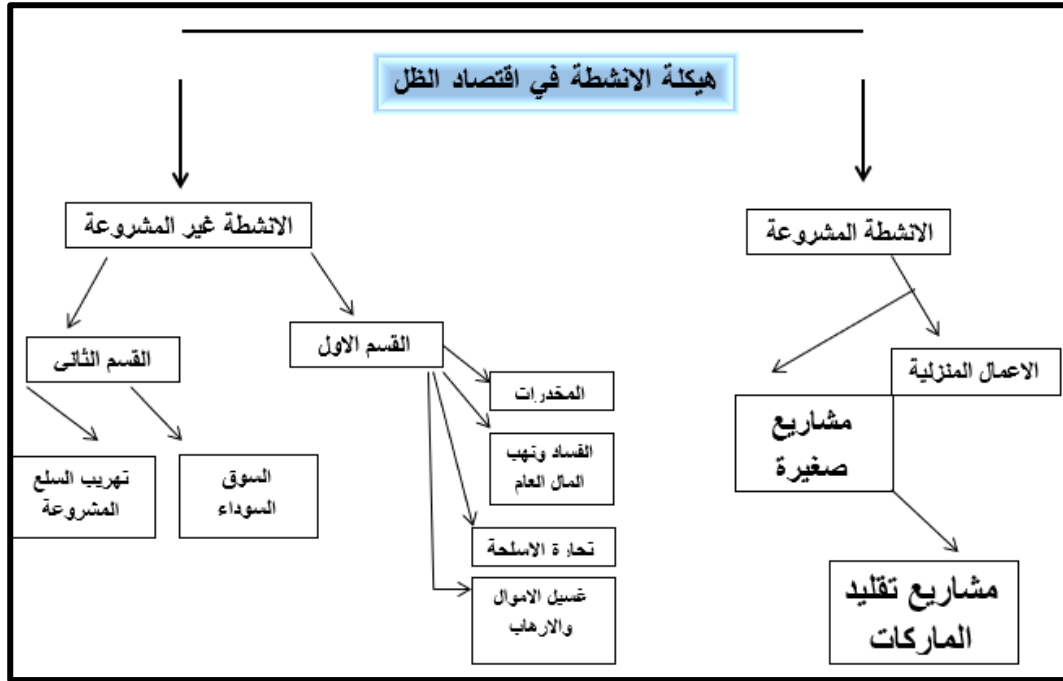 هيكلة الانشطة في اقتصاد الظل
الانشطة المشروعة
الانشطة غير المشروعة
الاعمال المنزلية
مشاريع
صغيرة
مشاريع تقليد
الماركات
القسم الاول
القسم الثانى
المخدرات
الفساد ونهب
المال العام
تجارة الاسلحة
غسيل الاموال
والارهاب
السوق
السوداء
تهريب السلع
المشروعة